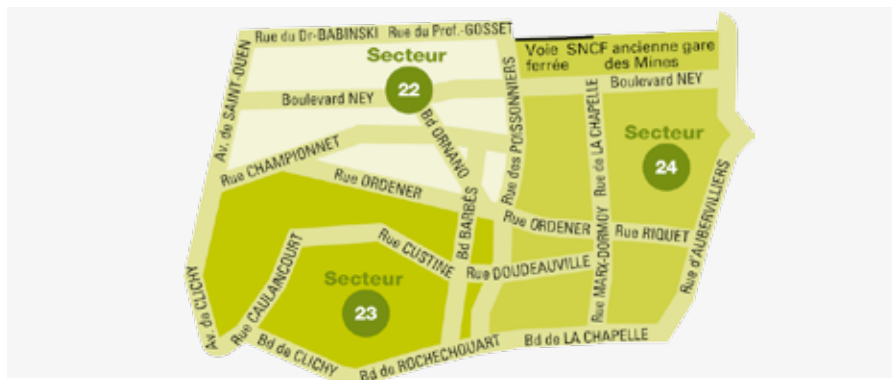 Rue du Dr-BABINSKI
Rue du Prof.-GOSSET
Secteur
22
Voie SNCF ancienne gare
ferrée des Mines
Boulevard NEY
Boulevard NEY
Av. de SAINT-OUEN
Bd ORNANO
Rue des POISSONNIERS
Rue de LA CHAPELLE
Secteur
24
Rue CHAMPIONNET
Rue ORDENER
Rue ORDENER
Rue RIQUET
Rue d'AUBERVILLIERS
Bd BARBÈS
Rue CUSTINE
Rue DOUDEAUVILLE
Rue MARX-DORMOY
Rue CAULAINCOURT
Secteur
23
Av. de CLICHY
Bd de CLICHY
Bd de ROCHECHOUART
Bd de LA CHAPELLE